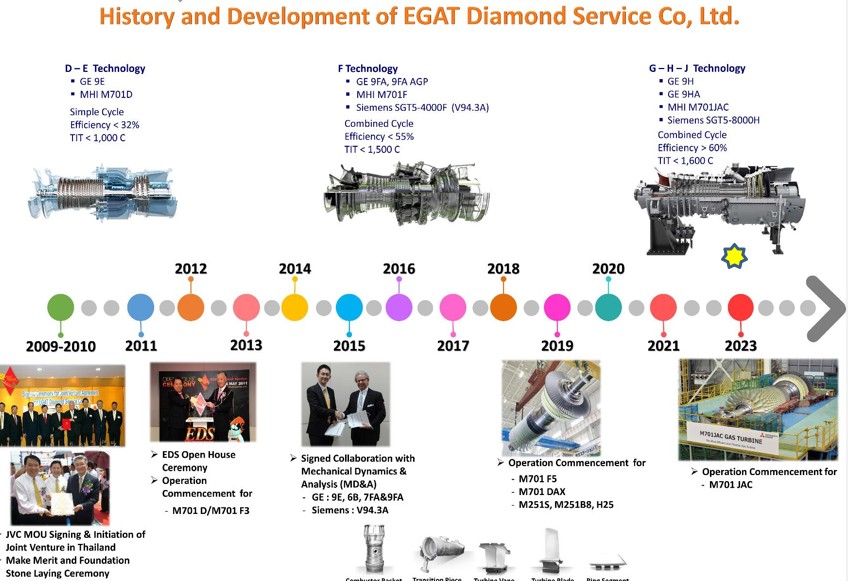 History and Development of EGAT Diamond Service Co, Ltd.
D – E Technology
▪ GE 9E
▪ MHI M701D
Simple Cycle
Efficiency < 32%
TIT < 1,000 C
F Technology
▪ GE 9FA, 9FA AGP
▪ MHI M701F
▪ Siemens SGT5-4000F (V94.3A)
Combined Cycle
Efficiency < 55%
TIT < 1,500 C
G – H – J Technology
▪ GE 9H
▪ GE 9HA
▪ MHI M701JAC
▪ Siemens SGT5-8000H
Combined Cycle
Efficiency > 60%
TIT < 1,600 C
2012
2014
2016
2018
2020
2009-2010
2011
2013
2015
2017
2019
2021
2023
OPEN HOUSE
CEREMONY
MAY 2011
EDS
M701JAC GAS TURBINE
JVC MOU Signing & Initiation of
Joint Venture in Thailand
Make Merit and Foundation
Stone Laying Ceremony
➢ EDS Open House
Ceremony
➢ Operation
Commencement for
- M701 D/M701 F3
➢ Signed Collaboration with
Mechanical Dynamics &
Analysis (MD&A)
- GE : 9E, 6B, 7FA&9FA
- Siemens : V94.3A
➢ Operation Commencement for
- M701 F5
- M701 DAX
- M251S, M251B8, H25
➢ Operation Commencement for
- M701 JAC
Combustor Basket
Transition Piece
Turbine Vane
Turbine Blade
Ring Segment